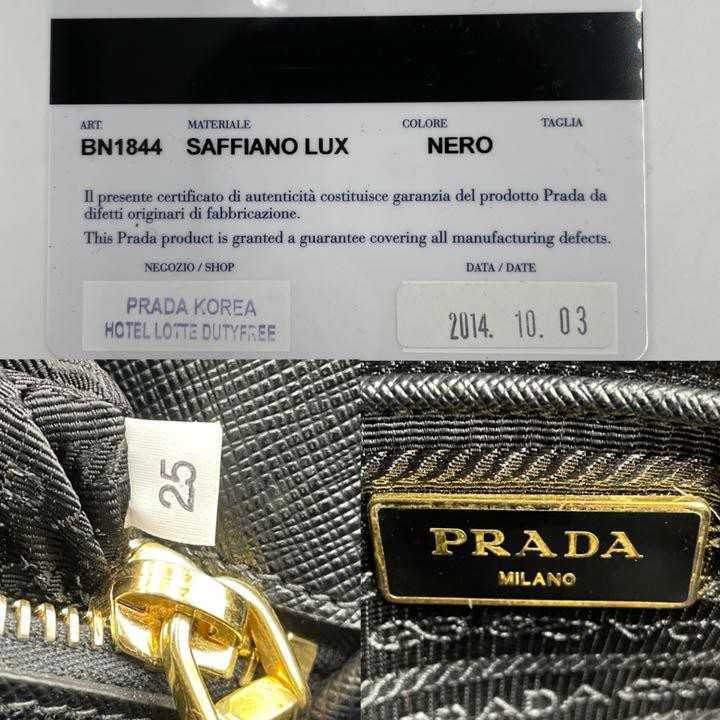 ART. MATERIALE COLORE TAGLIA
BN1844 SAFFIANO LUX NERO
Il presente certificato di autenticità costituisce garanzia del prodotto Prada da
difetti originari di fabbricazione.
This Prada product is granted a guarantee covering all manufacturing defects.
NEGOZIO / SHOP DATA / DATE
PRADA KOREA
HOTEL LOTTE DUTYFREE
2014. 10. 03
25
PRADA
MILANO
PRADA